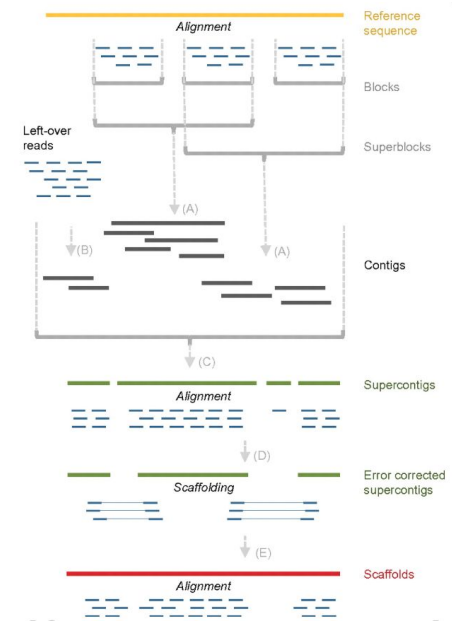 Reference
sequence
Alignment
Blocks
Left-over
reads
Superblocks
(A)
(B)
(A)
Contigs
(C)
Supercontigs
Alignment
(D)
Error corrected
supercontigs
Scaffolding
(E)
Scaffolds
Alignment